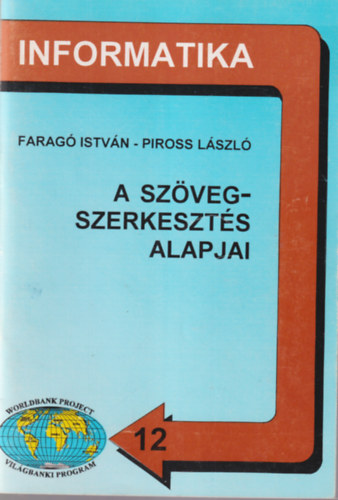 INFORMATIKA
FARAGÓ ISTVÁN - PIROSS LÁSZLÓ
A SZÖVEG-
SZERKESZTÉS
ALAPJAI
WORLDBANK PROJECT
VILÁGBANKI PROGRAM
12